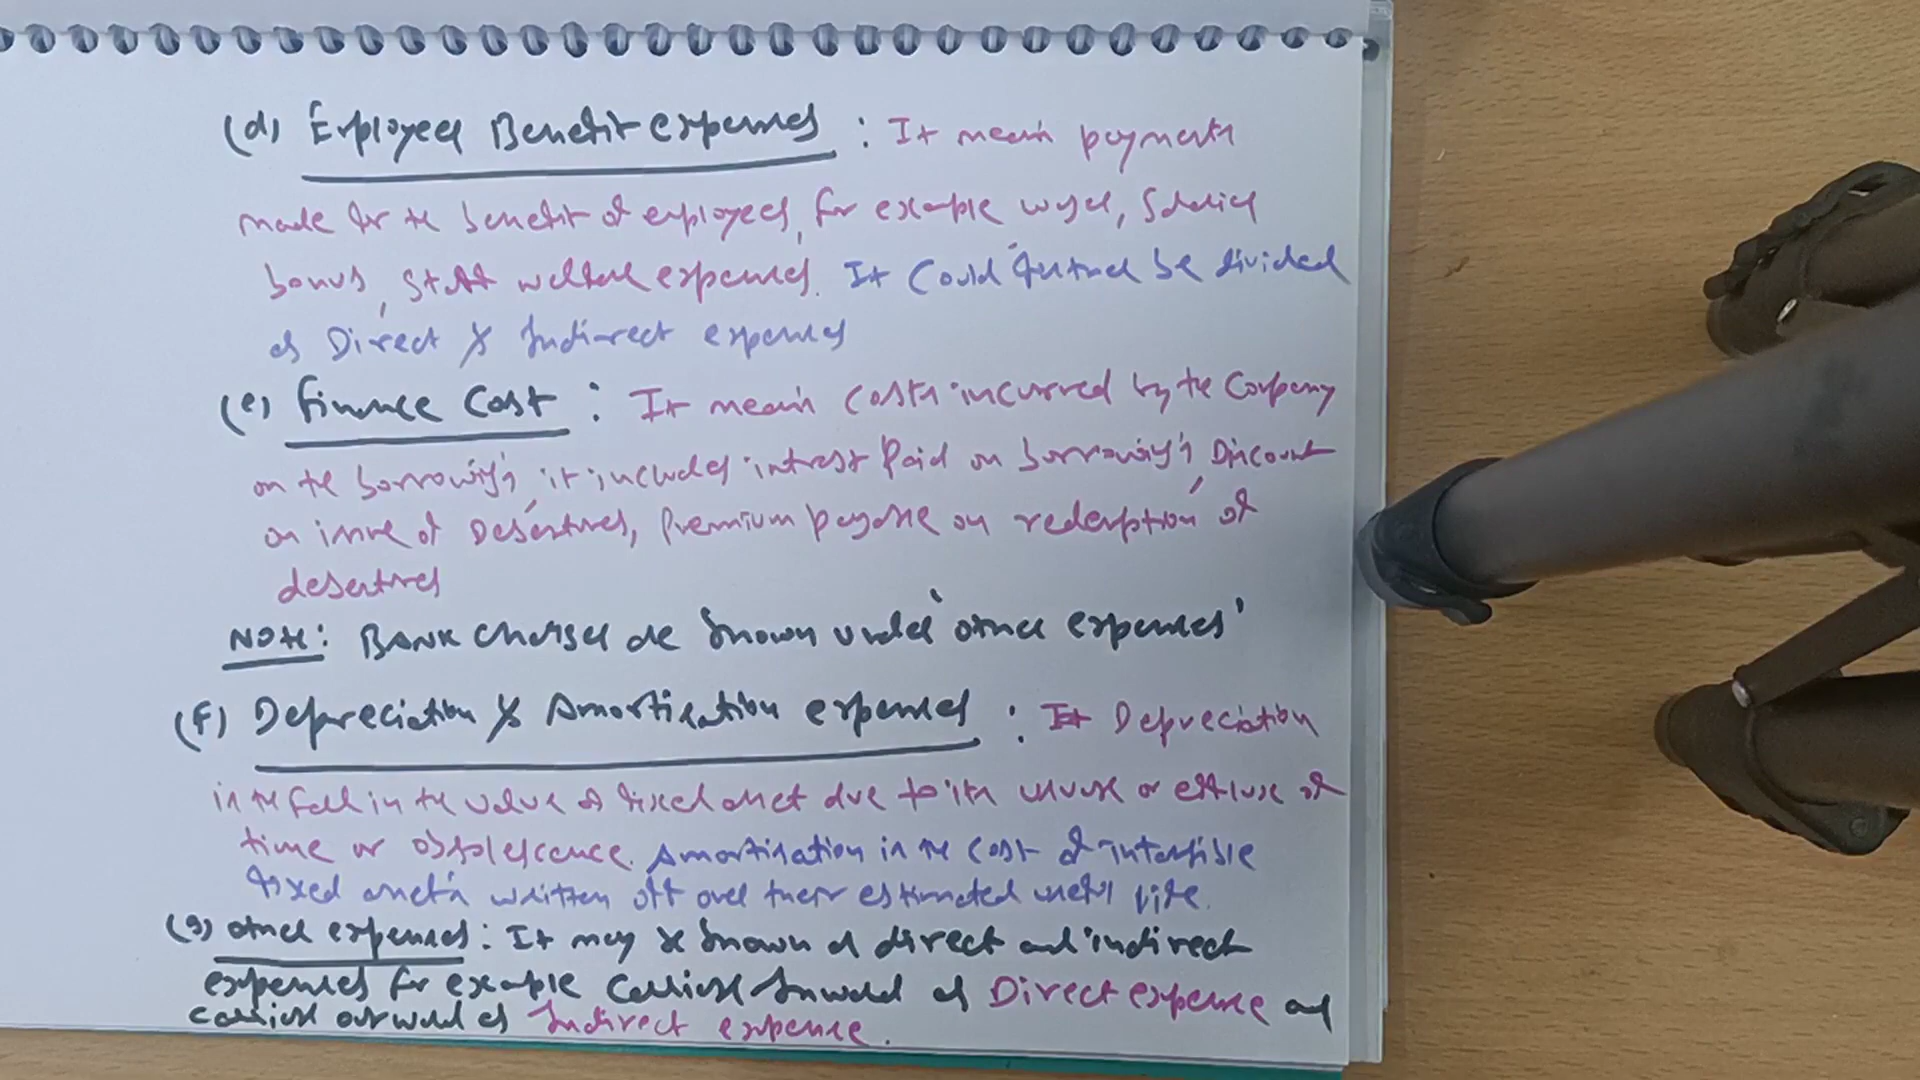 (d) Employees Benefit expenses : It means payments
made for the benefit of employees, for example wages, Salaries
bonus, Staff welfare expenses. It Could further be divided
as Direct & Indirect expenses
(e) Finance Cost : It means Costs incurred by the Company
on the borrowings, it includes interest Paid on borrowings, Discount
on issue of Debentures, Premium payable on redemption of
debentures
NOTE: BANK Charges are shown under 'other expenses'
(f) Depreciation & Amortisation expenses : It Depreciation
is the fall in the value of fixed asset due to its ususe or efflux of
time or obsolescence. Amortisation is the cost of intangible
fixed assets written off over their estimated useful life.
(g) other expenses : It may be shown as direct and indirect
expenses for example Carriage Inward as Direct expense and
carriage outward as Indirect expense.